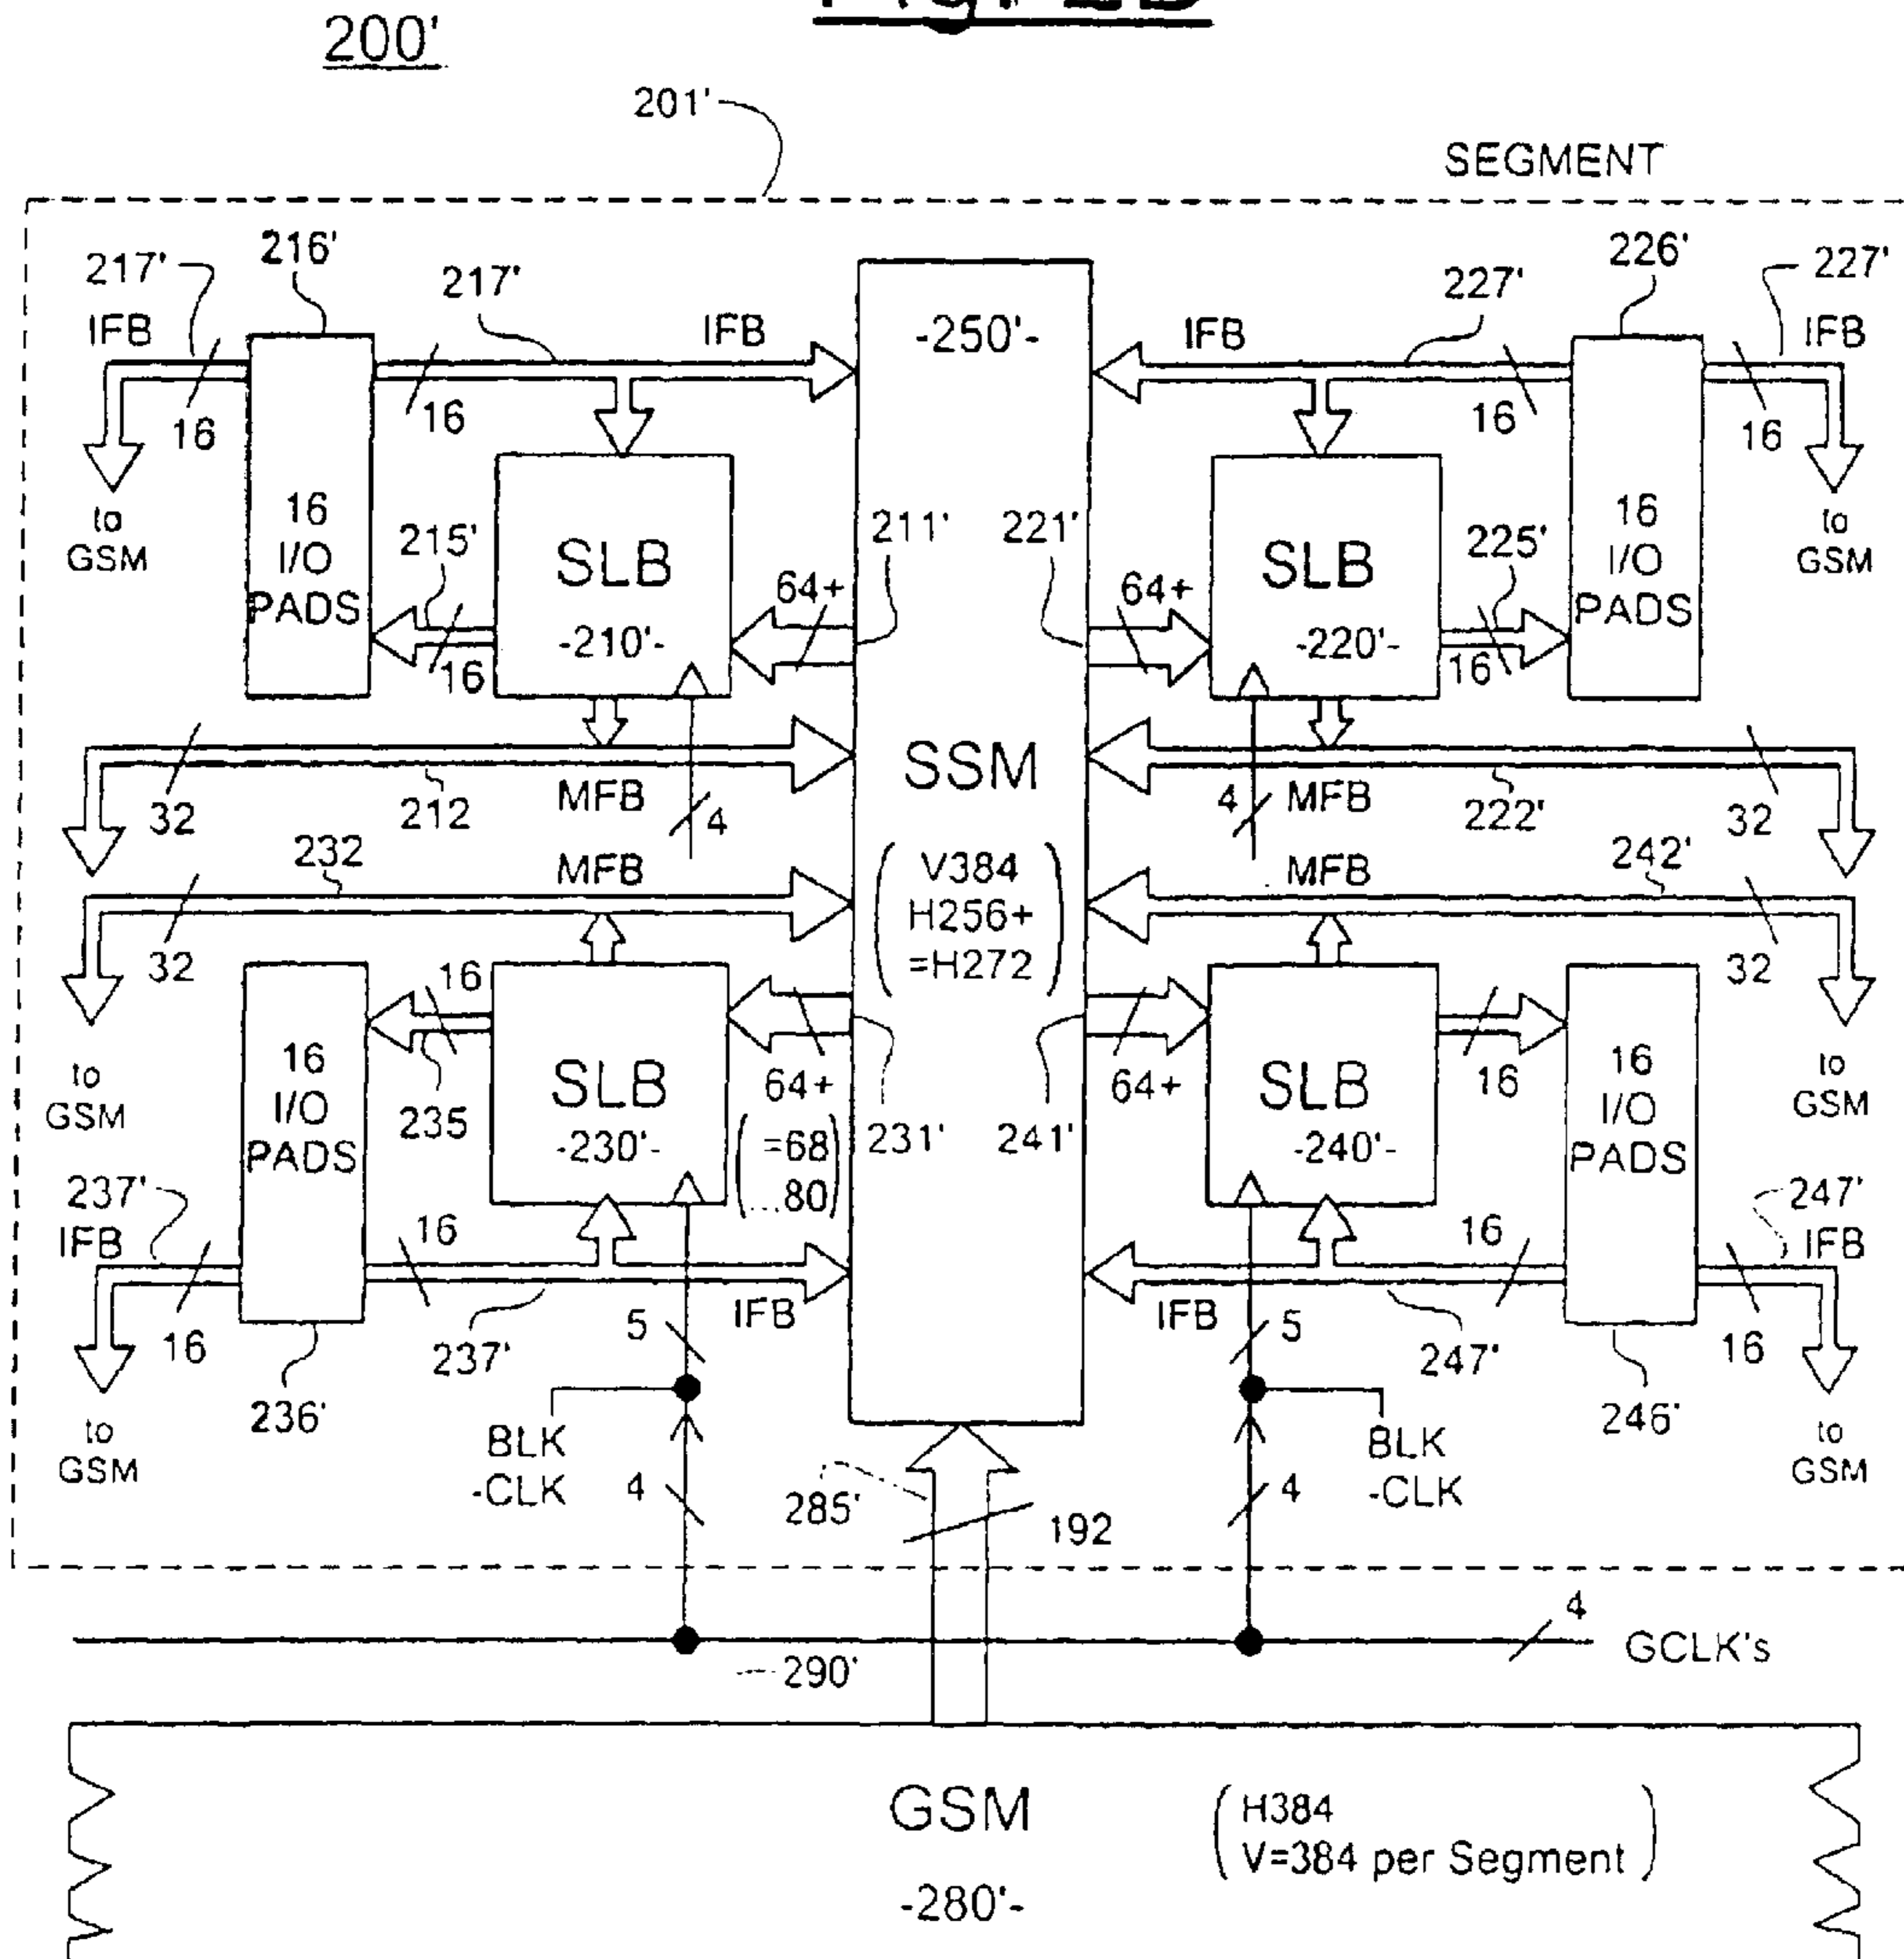 200'
201'
SEGMENT
217'
216'
217'
227'
226'
227'
IFB
IFB
-250'-
IFB
IFB
16
16
16
16
to
GSM
16
I/O
PADS
215'
SLB
-210'-
64+
211'
221'
64+
SLB
-220'-
225'
16
I/O
PADS
to
GSM
16
16
32
212
MFB
4
SSM
4
MFB
222'
32
232
MFB
V384
H256+
=H272
MFB
242'
32
32
to
GSM
16
I/O
PADS
16
235
SLB
-230'-
64+
(=68
...80)
231'
241'
64+
SLB
-240'-
16
16
I/O
PADS
to
GSM
237'
IFB
16
16
247'
IFB
16
237'
5
IFB
IFB
5
247'
16
to
GSM
236'
BLK
-CLK
4
285'
192
4
BLK
-CLK
246'
to
GSM
4
290'
GCLK's
GSM
-280'-
H384
V=384 per Segment